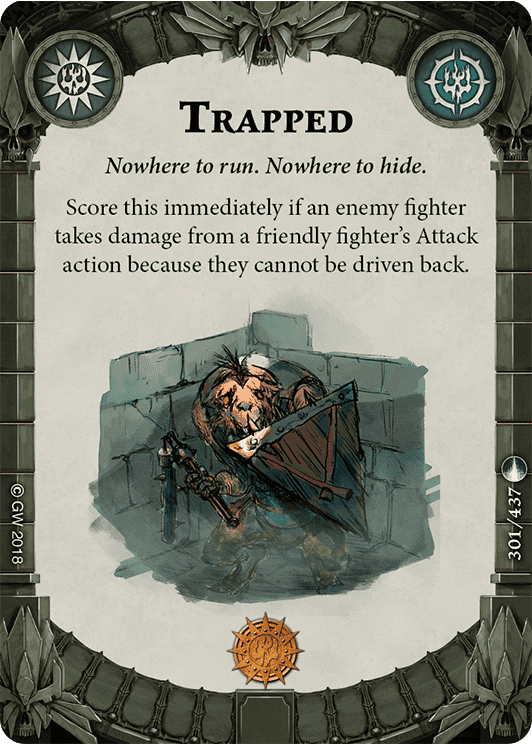 TRAPPED
Nowhere to run. Nowhere to hide.
Score this immediately if an enemy fighter
takes damage from a friendly fighter's Attack
action because they cannot be driven back.
© GW 2018
301/437